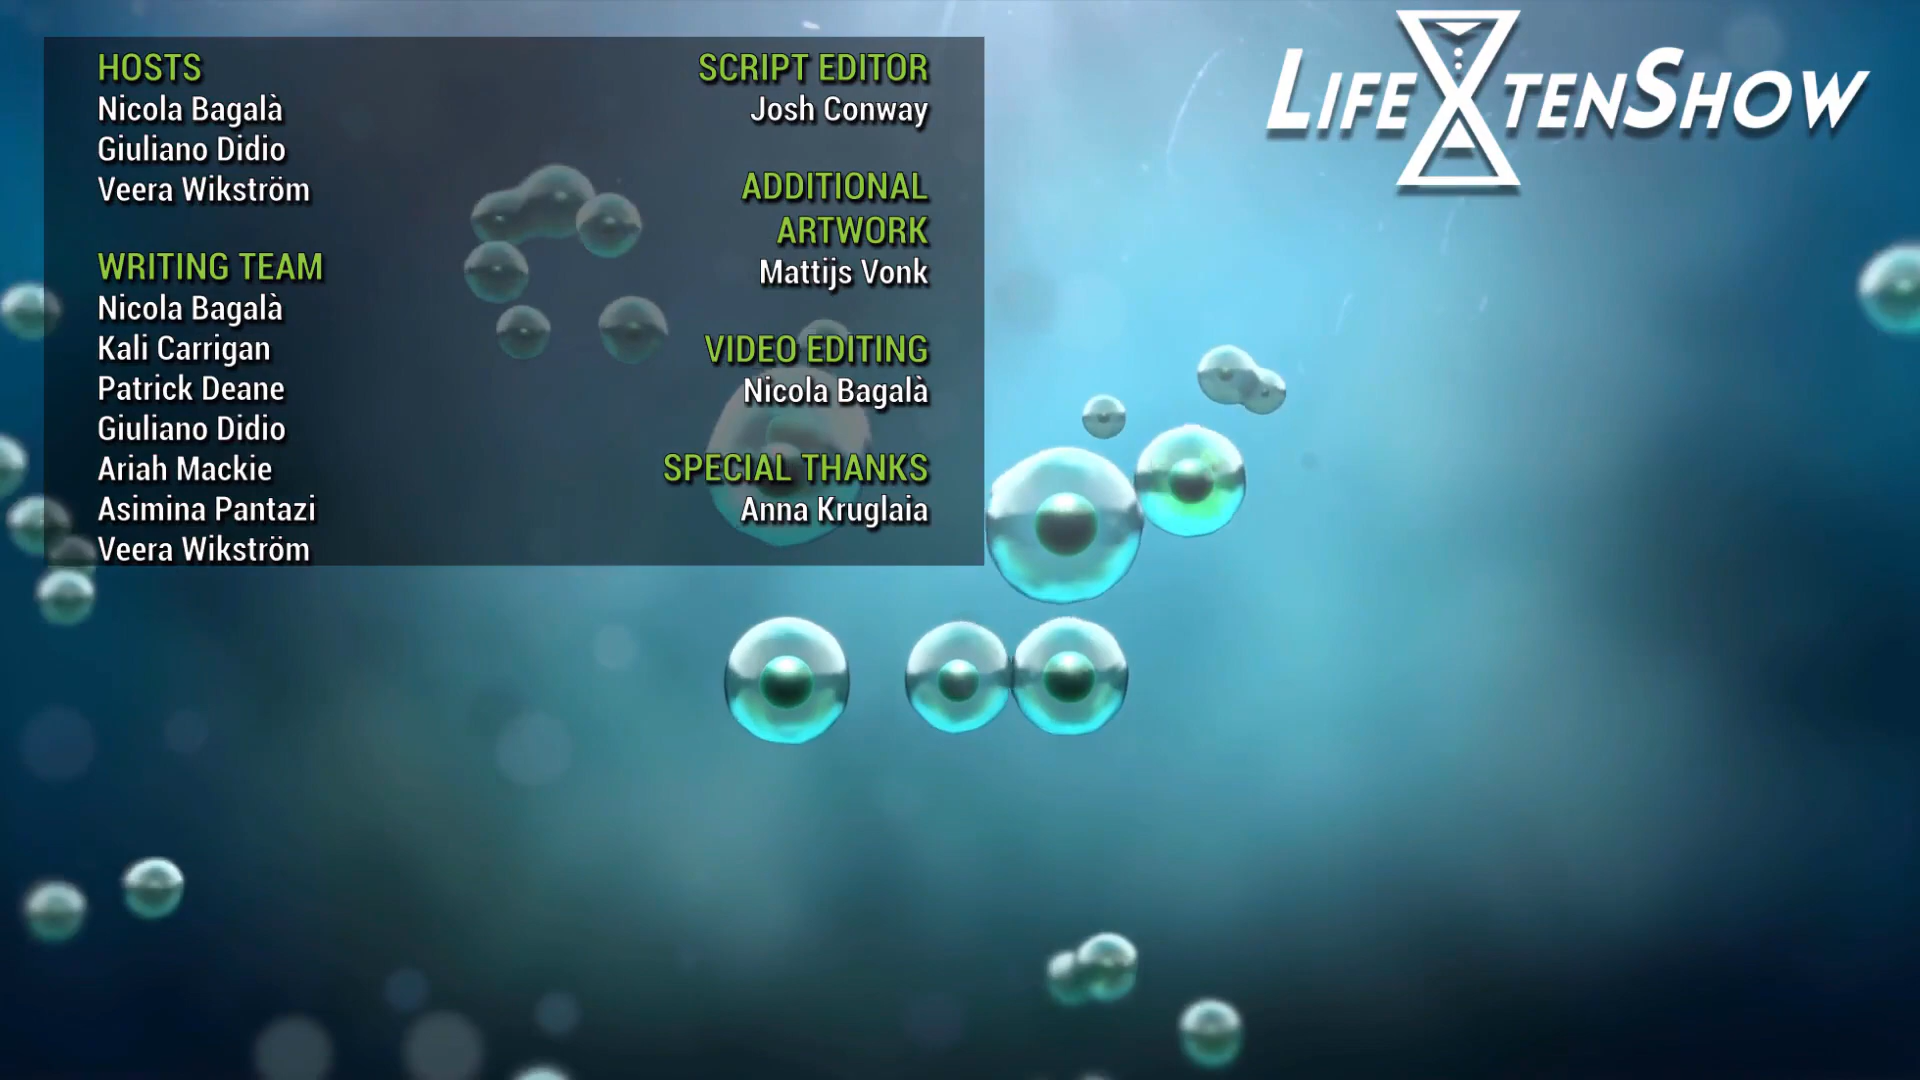 HOSTS
Nicola Bagalà
Giuliano Didio
Veera Wikström
WRITING TEAM
Nicola Bagalà
Kali Carrigan
Patrick Deane
Giuliano Didio
Ariah Mackie
Asimina Pantazi
Veera Wikström
SCRIPT EDITOR
Josh Conway
ADDITIONAL
ARTWORK
Mattijs Vonk
VIDEO EDITING
Nicola Bagalà
SPECIAL THANKS
Anna Kruglaia
LIFEXTENSHOW